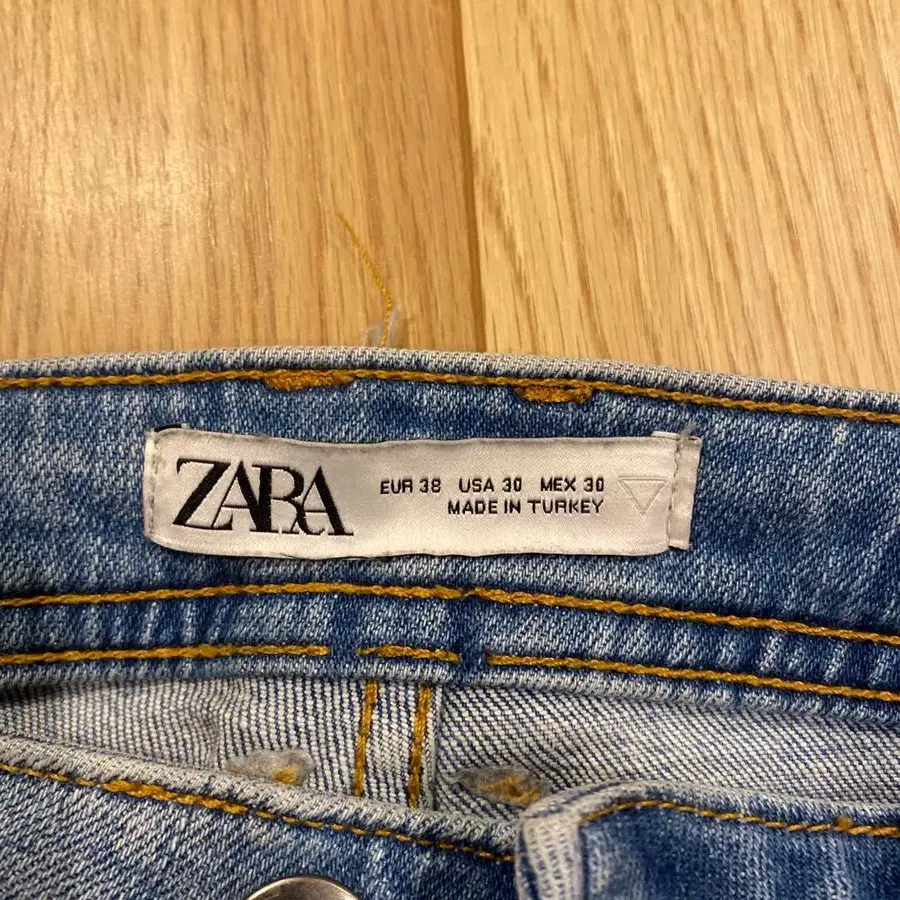 ZARA
EUR 38 USA 30 MEX 30
MADE IN TURKEY